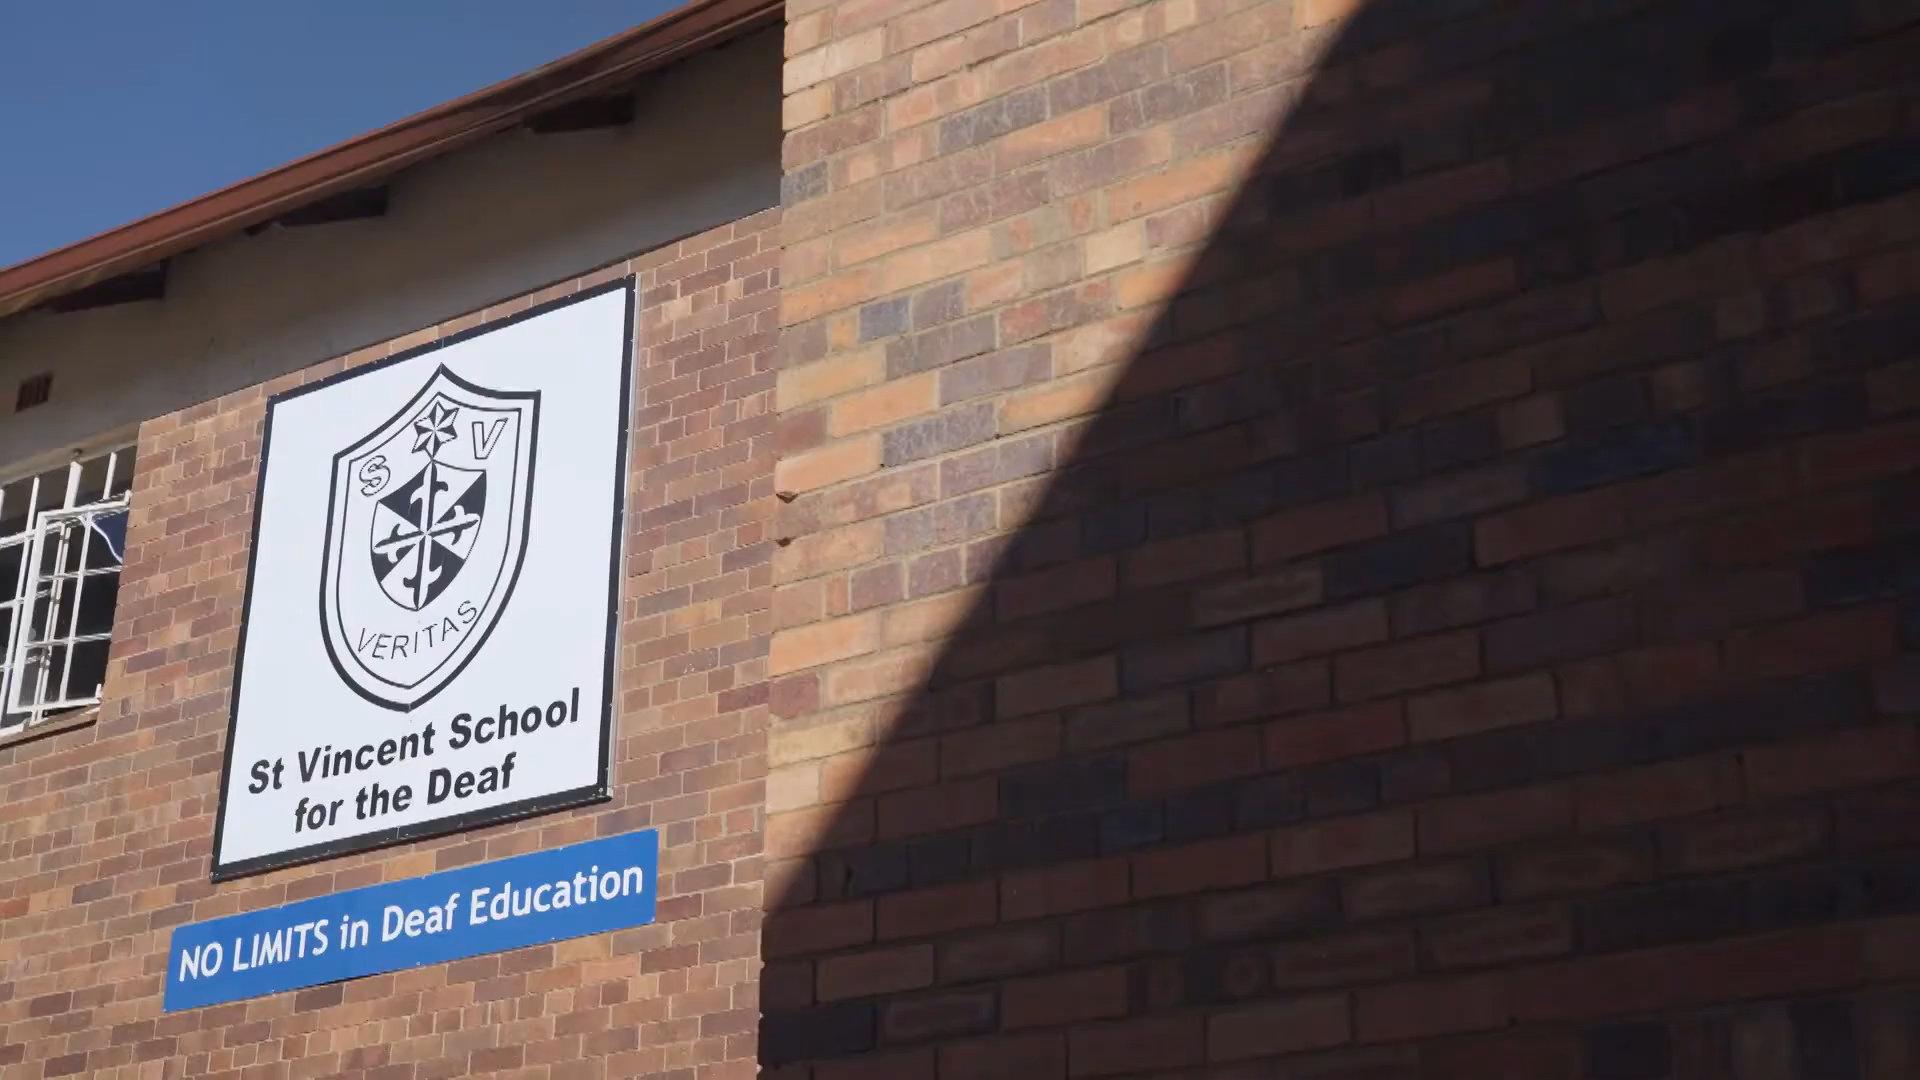 S V
VERITAS
St Vincent School
for the Deaf
NO LIMITS in Deaf Education